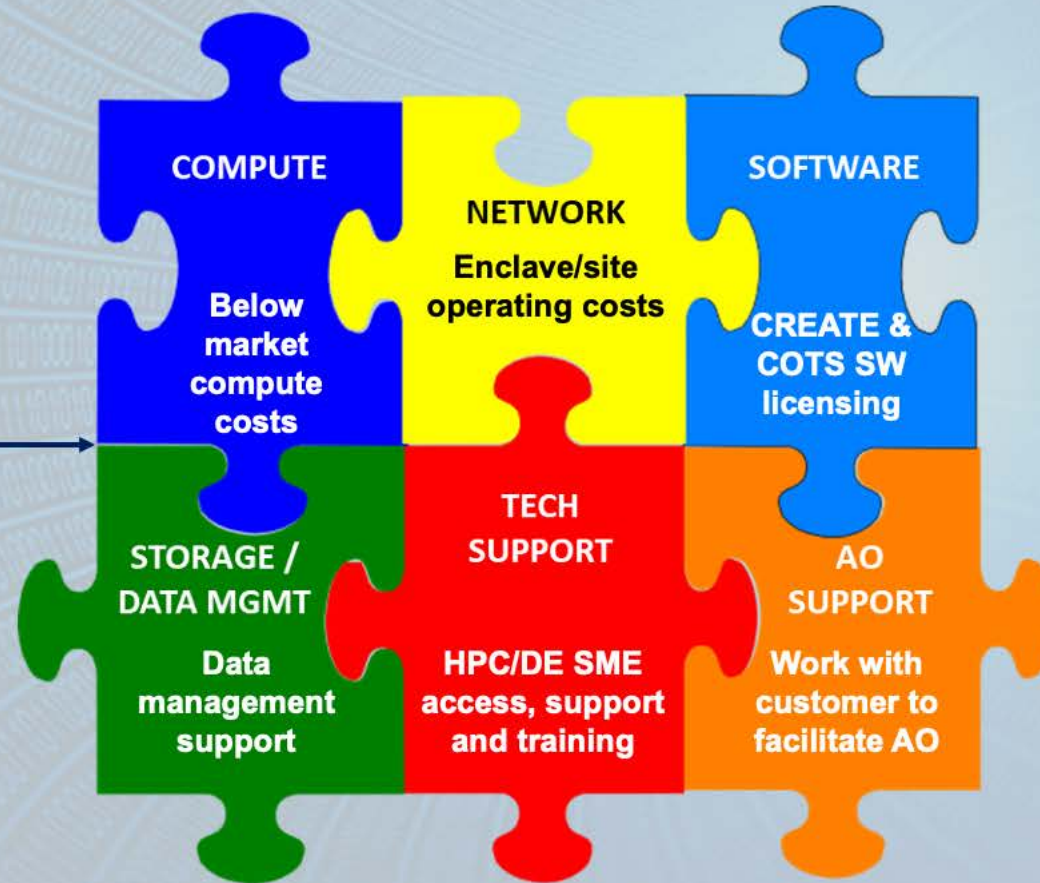 COMPUTE
Below
market
compute
costs
NETWORK
Enclave/site
operating costs
SOFTWARE
CREATE &
COTS SW
licensing
STORAGE /
DATA MGMT
Data
management
support
TECH
SUPPORT
HPC/DE SME
access, support
and training
AO
SUPPORT
Work with
customer to
facilitate AO